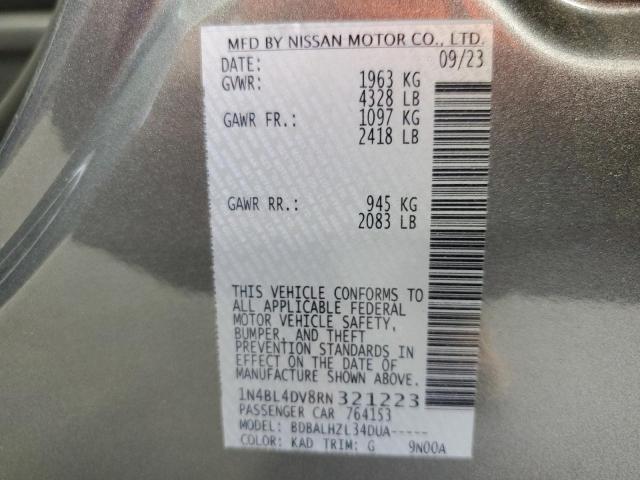 MFD BY NISSAN MOTOR CO., LTD.
DATE: 09/23
GVWR: 1963 KG
4328 LB
GAWR FR.: 1097 KG
2418 LB
GAWR RR.: 945 KG
2083 LB
THIS VEHICLE CONFORMS TO
ALL APPLICABLE FEDERAL
MOTOR VEHICLE SAFETY,
BUMPER, AND THEFT
PREVENTION STANDARDS IN
EFFECT ON THE DATE OF
MANUFACTURE SHOWN ABOVE.
1N4BL4DV8RN321223
PASSENGER CAR 764153
MODEL: BDBALHZL34DUA-----
COLOR: KAD TRIM: G 9N00A